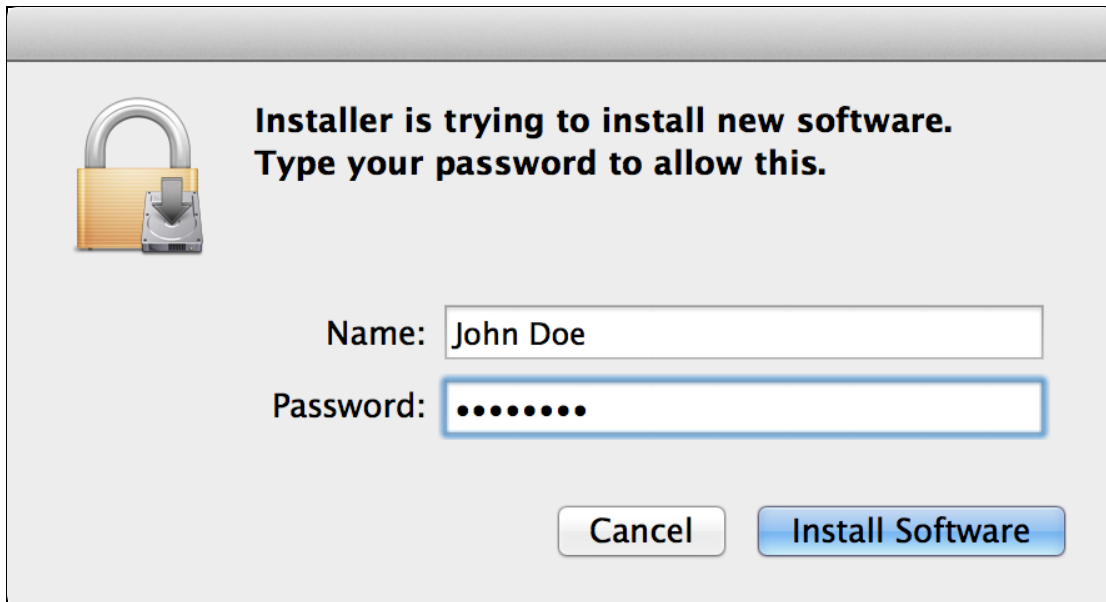 Installer is trying to install new software.
Type your password to allow this.
Name: John Doe
Password: ••••••••
Cancel Install Software